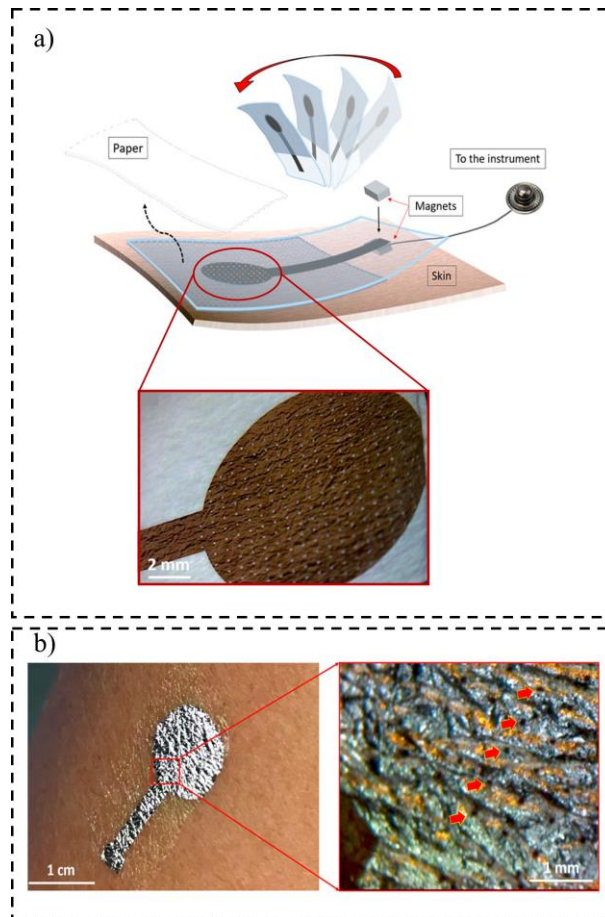 a)
Paper
To the instrument
Magnets
Skin
2 mm
b)
1 cm
1 mm